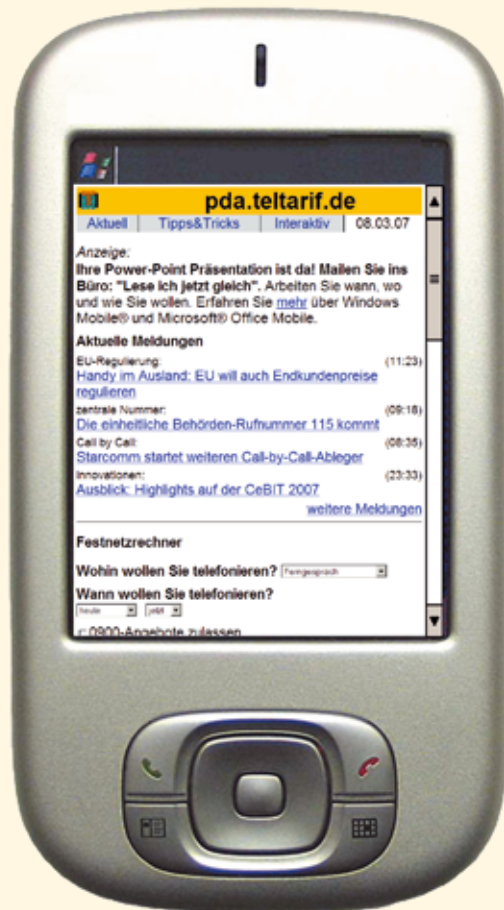 pda.teltarif.de
Aktuell Tipps&Tricks Interaktiv 08.03.07
Anzeige:
Ihre Power-Point Präsentation ist da! Mailen Sie ins
Büro: "Lese ich jetzt gleich". Arbeiten Sie wann, wo
und wie Sie wollen. Erfahren Sie mehr über Windows
Mobile® und Microsoft® Office Mobile.
Aktuelle Meldungen
EU-Regulierung: (11:23)
Handy im Ausland: EU will auch Endkundenpreise
regulieren
zentrale Nummer: (09:18)
Die einheitliche Behörden-Rufnummer 115 kommt
Call by Call: (08:35)
Starcomm startet weiteren Call-by-Call-Ableger
Innovationen: (23:33)
Ausblick: Highlights auf der CeBIT 2007
weitere Meldungen
Festnetzrechner
Wohin wollen Sie telefonieren? Ferngespräch
Wann wollen Sie telefonieren?
heute jetzt
0900-Angebote zulassen